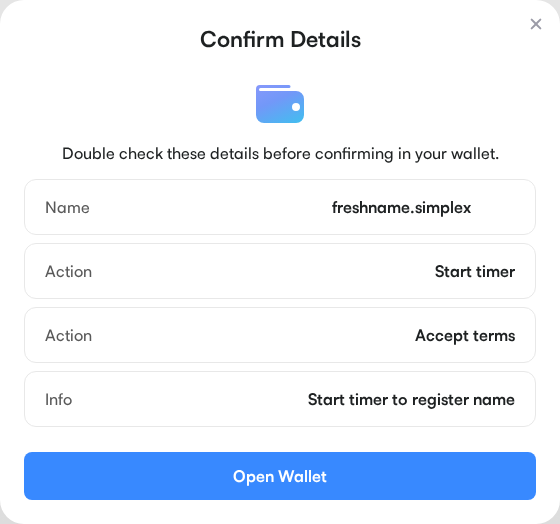 Confirm Details
Double check these details before confirming in your wallet.
Name freshname.simplex
Action Start timer
Action Accept terms
Info Start timer to register name
Open Wallet